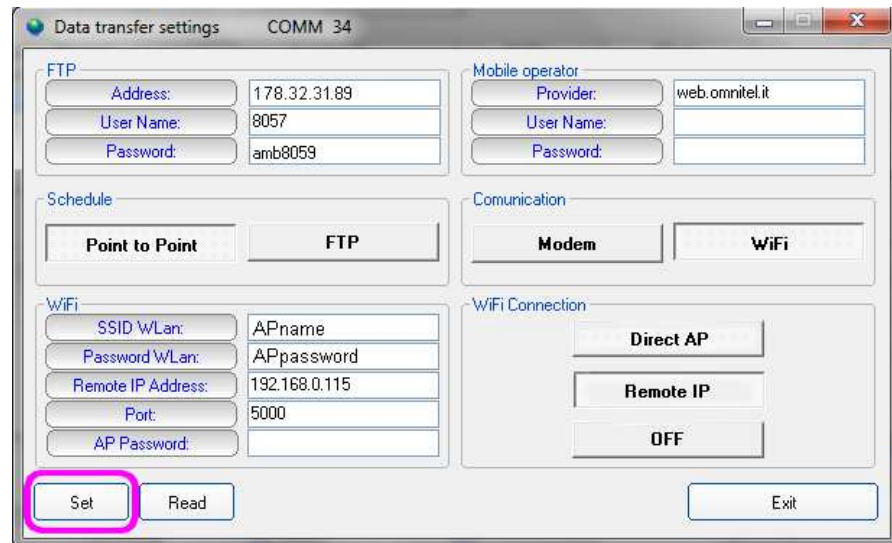 Data transfer settings COMM 34
FTP
Address: 178.32.31.89
User Name: 8057
Password: amb8059
Mobile operator
Provider: web.omnitel.it
User Name:
Password:
Schedule
Point to Point FTP
Comunication
Modem WiFi
WiFi
SSID WLan: APname
Password WLan: APpassword
Remote IP Address: 192.168.0.115
Port: 5000
AP Password:
WiFi Connection
Direct AP
Remote IP
OFF
Set Read Exit